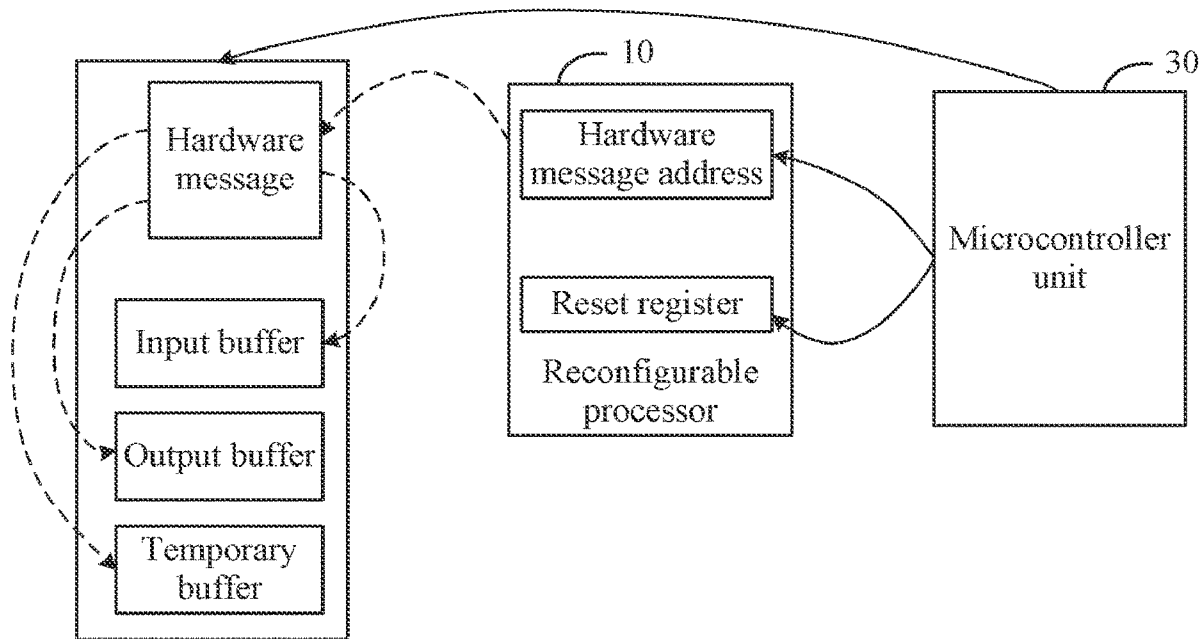 10
30
Hardware
message
Hardware
message address
Microcontroller
unit
Reset register
Input buffer
Reconfigurable
processor
Output buffer
Temporary
buffer